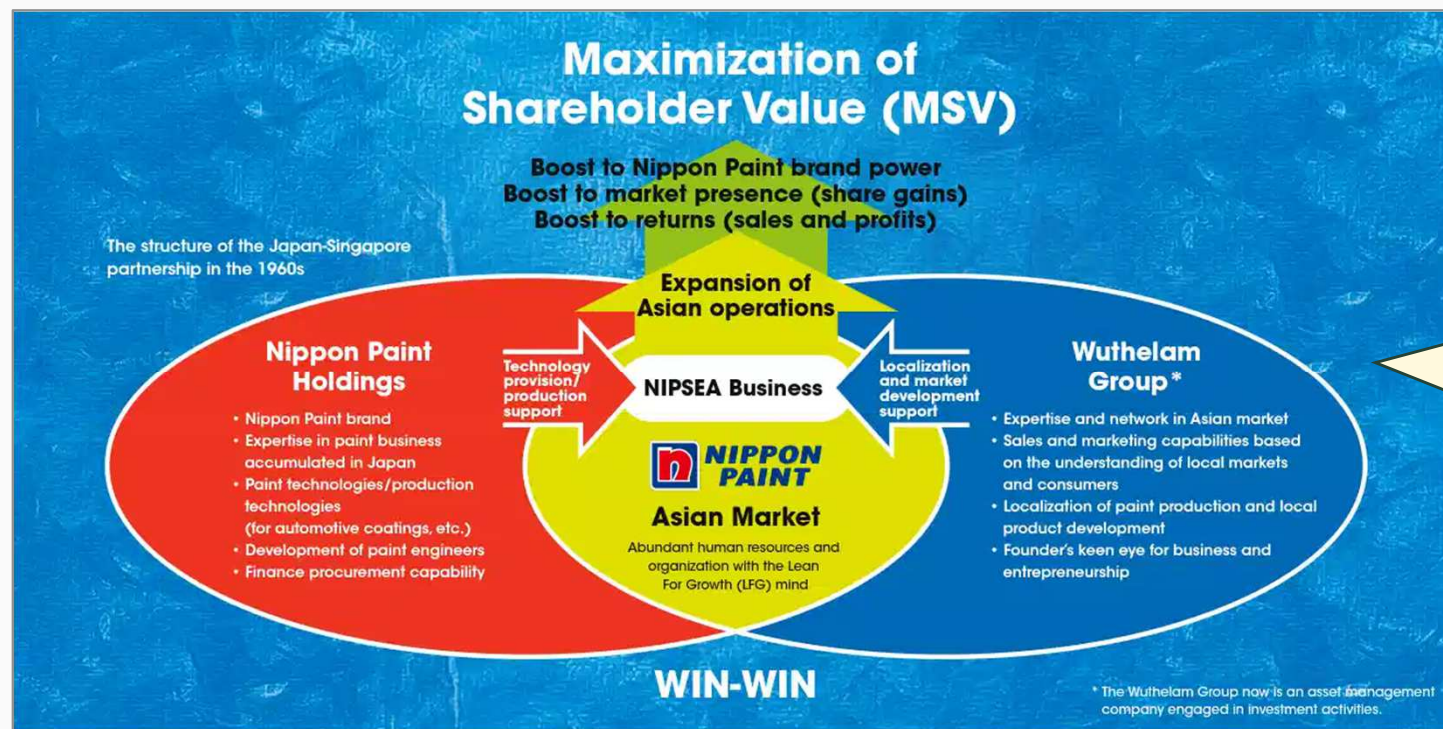 Maximization of
Shareholder Value (MSV)
Boost to Nippon Paint brand power
Boost to market presence (share gains)
Boost to returns (sales and profits)
The structure of the Japan-Singapore
partnership in the 1960s
Expansion of
Asian operations
Nippon Paint
Holdings
• Nippon Paint brand
• Expertise in paint business
accumulated in Japan
• Paint technologies/production
technologies
(for automotive coatings, etc.)
• Development of paint engineers
• Finance procurement capability
Technology
provision/
production
support
NIPSEA Business
Localization
and market
development
support
n NIPPON
PAINT
Asian Market
Abundant human resources and
organization with the Lean
For Growth (LFG) mind
Wuthelam
Group*
• Expertise and network in Asian market
• Sales and marketing capabilities based
on the understanding of local markets
and consumers
• Localization of paint production and local
product development
• Founder's keen eye for business and
entrepreneurship
WIN-WIN
* The Wuthelam Group now is an asset management
company engaged in investment activities.